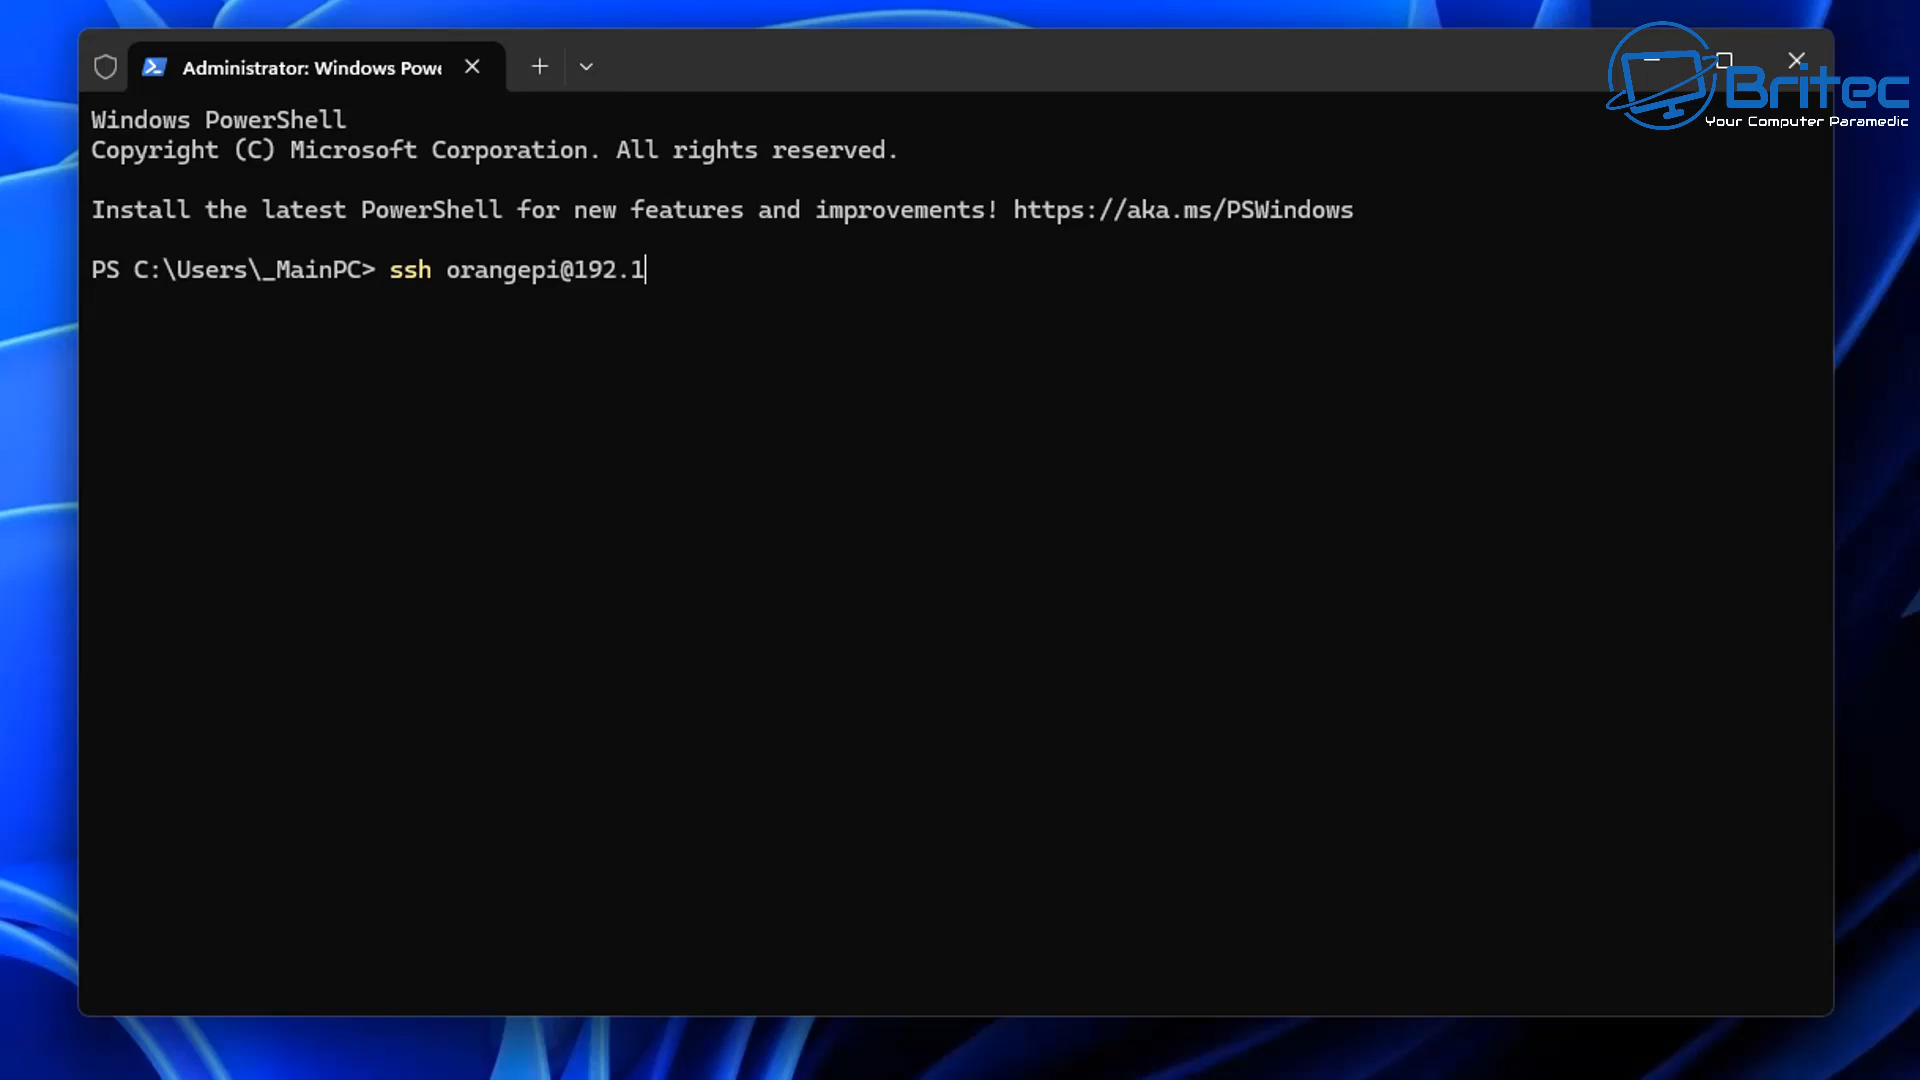 Administrator: Windows Powe
Britec
Your Computer Paramedic
Windows PowerShell
Copyright (C) Microsoft Corporation. All rights reserved.
Install the latest PowerShell for new features and improvements! https://aka.ms/PSWindows
PS C:\Users\_MainPC> ssh orangepi@192.1